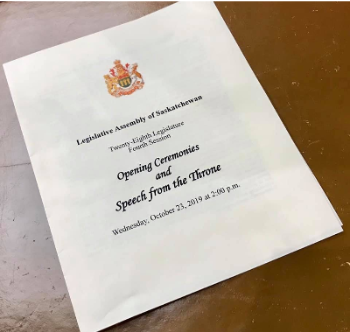 Legislative Assembly of Saskatchewan
Twenty-Eighth Legislature
Fourth Session
Opening Ceremonies
and
Speech from the Throne
Wednesday, October 23, 2019 at 2:00 p.m.